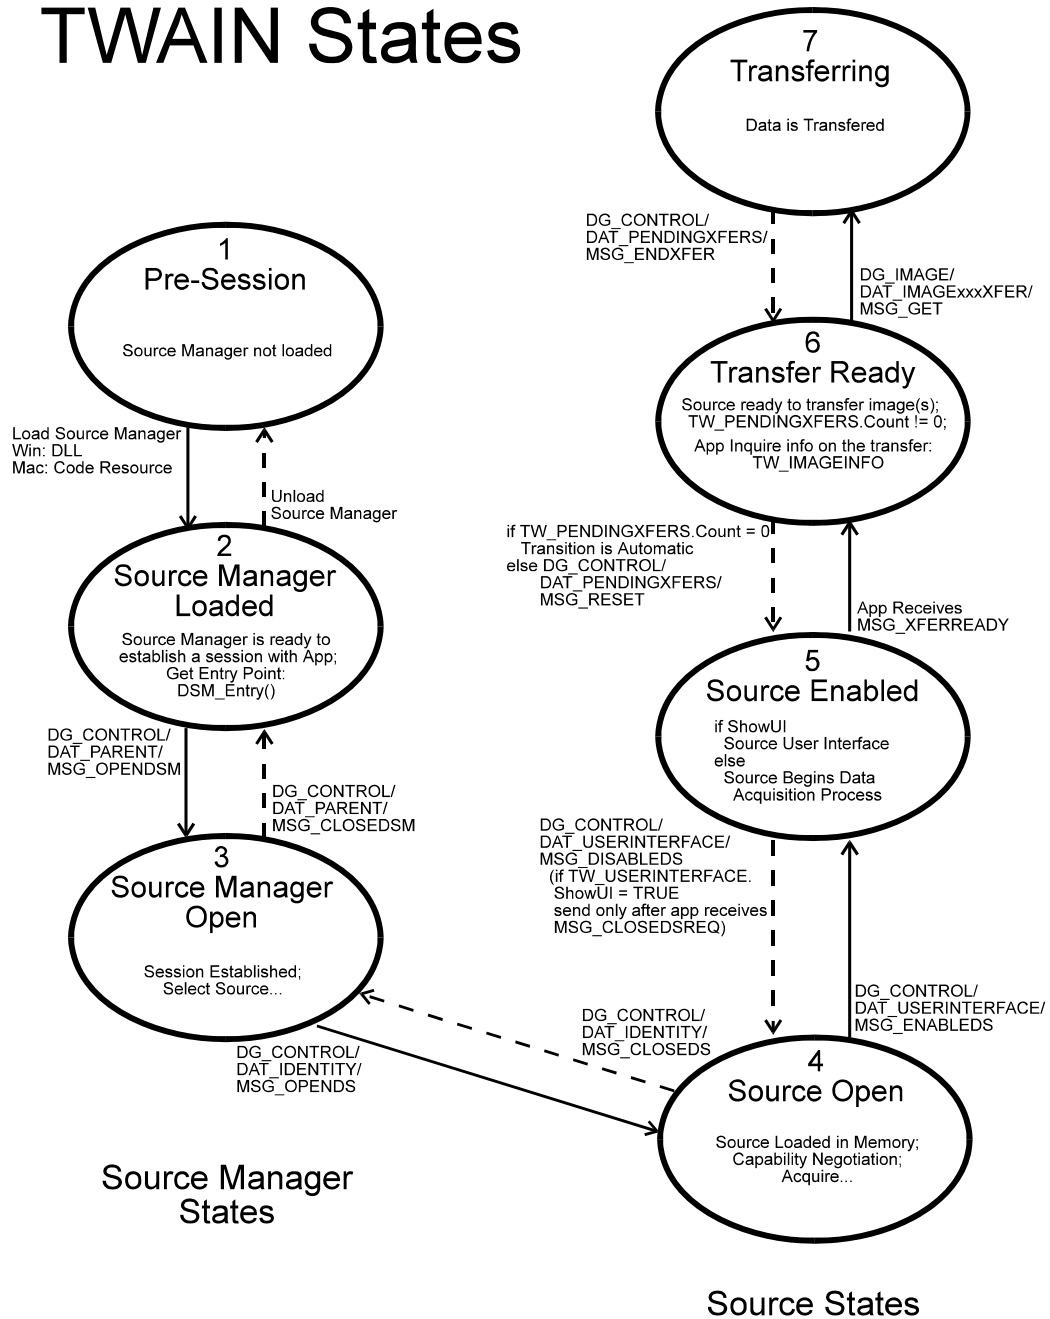 TWAIN States
1
Pre-Session
Source Manager not loaded
Load Source Manager
Win: DLL
Mac: Code Resource
Unload
Source Manager
2
Source Manager
Loaded
Source Manager is ready to
establish a session with App;
Get Entry Point:
DSM_Entry()
DG_CONTROL/
DAT_PARENT/
MSG_OPENDSM
DG_CONTROL/
DAT_PARENT/
MSG_CLOSEDSM
3
Source Manager
Open
Session Established;
Select Source...
DG_CONTROL/
DAT_IDENTITY/
MSG_OPENDS
DG_CONTROL/
DAT_IDENTITY/
MSG_CLOSEDS
Source Manager
States
7
Transferring
Data is Transfered
DG_CONTROL/
DAT_PENDINGXFERS/
MSG_ENDXFER
DG_IMAGE/
DAT_IMAGExxxXFER/
MSG_GET
6
Transfer Ready
Source ready to transfer image(s);
TW_PENDINGXFERS.Count != 0;
App Inquire info on the transfer:
TW_IMAGEINFO
if TW_PENDINGXFERS.Count = 0
Transition is Automatic
else DG_CONTROL/
DAT_PENDINGXFERS/
MSG_RESET
App Receives
MSG_XFERREADY
5
Source Enabled
if ShowUI
Source User Interface
else
Source Begins Data
Acquisition Process
DG_CONTROL/
DAT_USERINTERFACE/
MSG_DISABLEDS
(if TW_USERINTERFACE.
ShowUI = TRUE
send only after app receives
MSG_CLOSEDSREQ)
DG_CONTROL/
DAT_USERINTERFACE/
MSG_ENABLEDS
4
Source Open
Source Loaded in Memory;
Capability Negotiation;
Acquire...
Source States